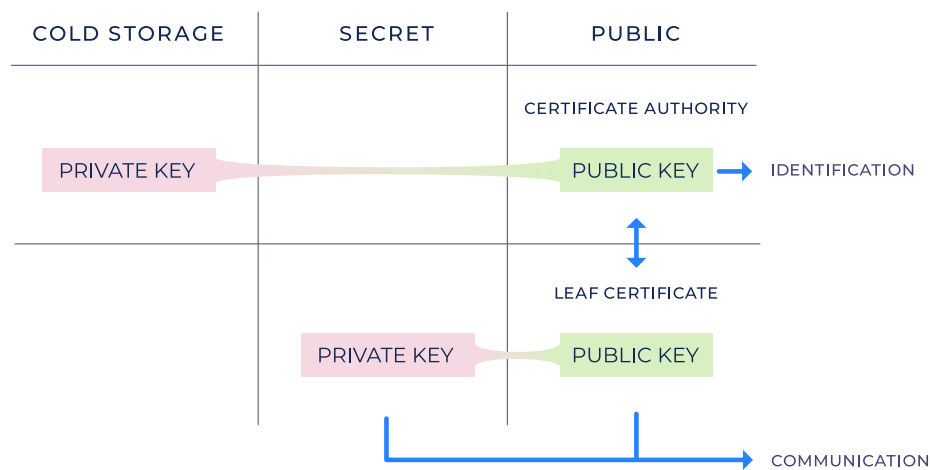 COLD STORAGE
SECRET
PUBLIC
CERTIFICATE AUTHORITY
PRIVATE KEY
PUBLIC KEY
IDENTIFICATION
LEAF CERTIFICATE
PRIVATE KEY
PUBLIC KEY
COMMUNICATION